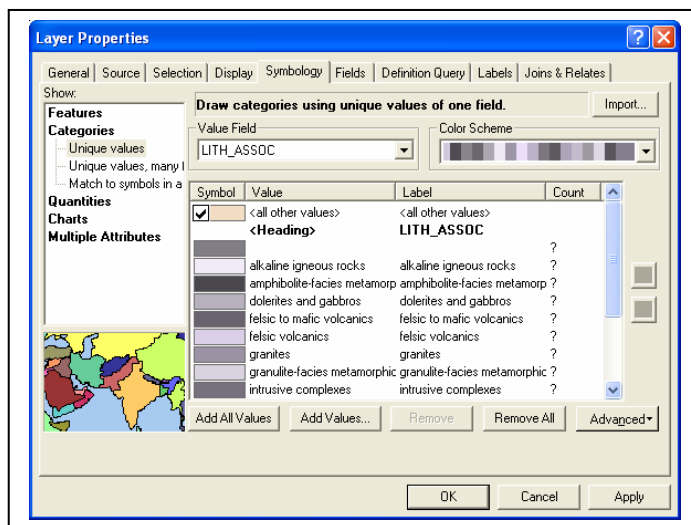 Layer Properties
General Source Selection Display Symbology Fields Definition Query Labels Joins & Relates
Show:
Features
Categories
Unique values
Unique values, many f
Match to symbols in a
Quantities
Charts
Multiple Attributes
Draw categories using unique values of one field.
Import...
Value Field
LITH_ASSOC
Color Scheme
Symbol Value Label Count
<all other values> <all other values>
<Heading> LITH_ASSOC
?
alkaline igneous rocks alkaline igneous rocks ?
amphibolite-facies metamorp amphibolite-facies metamorp ?
dolerites and gabbros dolerites and gabbros ?
felsic to mafic volcanics felsic to mafic volcanics ?
felsic volcanics felsic volcanics ?
granites granites ?
granulite-facies metamorphic granulite-facies metamorphic ?
intrusive complexes intrusive complexes ?
Add All Values Add Values... Remove Remove All Advanced
OK Cancel Apply